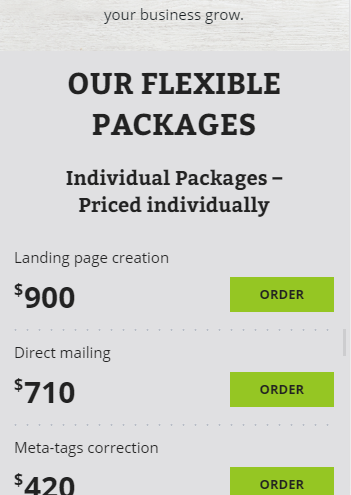 your business grow.
OUR FLEXIBLE
PACKAGES
Individual Packages –
Priced individually
Landing page creation
$900 ORDER
Direct mailing
$710 ORDER
Meta-tags correction
$420 ORDER